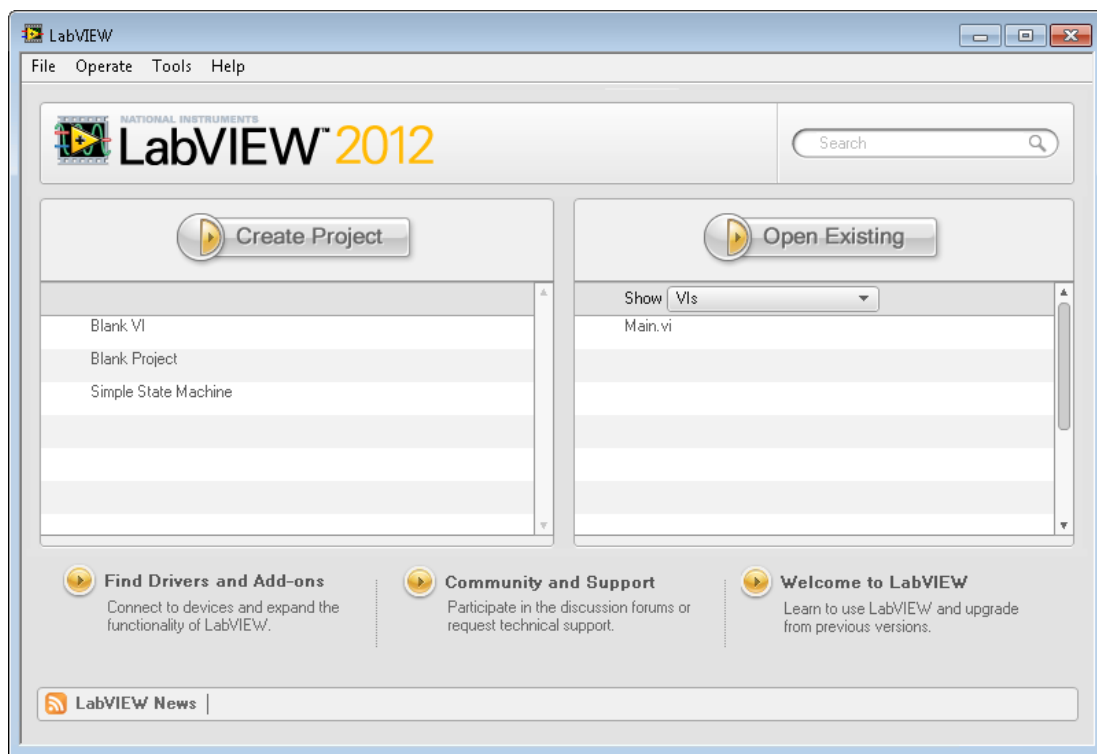 LabVIEW
File Operate Tools Help
NATIONAL INSTRUMENTS
LabVIEW™ 2012
Search
Create Project
Open Existing
Show VIs
Blank VI
Blank Project
Simple State Machine
Main.vi
Find Drivers and Add-ons
Connect to devices and expand the
functionality of LabVIEW.
Community and Support
Participate in the discussion forums or
request technical support.
Welcome to LabVIEW
Learn to use LabVIEW and upgrade
from previous versions.
LabVIEW News